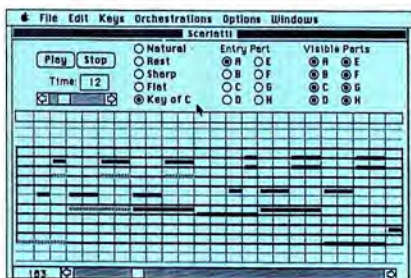 File Edit Keys Orchestrations Options Windows
Scarlatti
Play Stop
Time: 12
Natural
Rest
Sharp
Flat
Key of C
Entry Part
A E
B F
C G
D H
Visible Parts
A E
B F
C G
D H
183